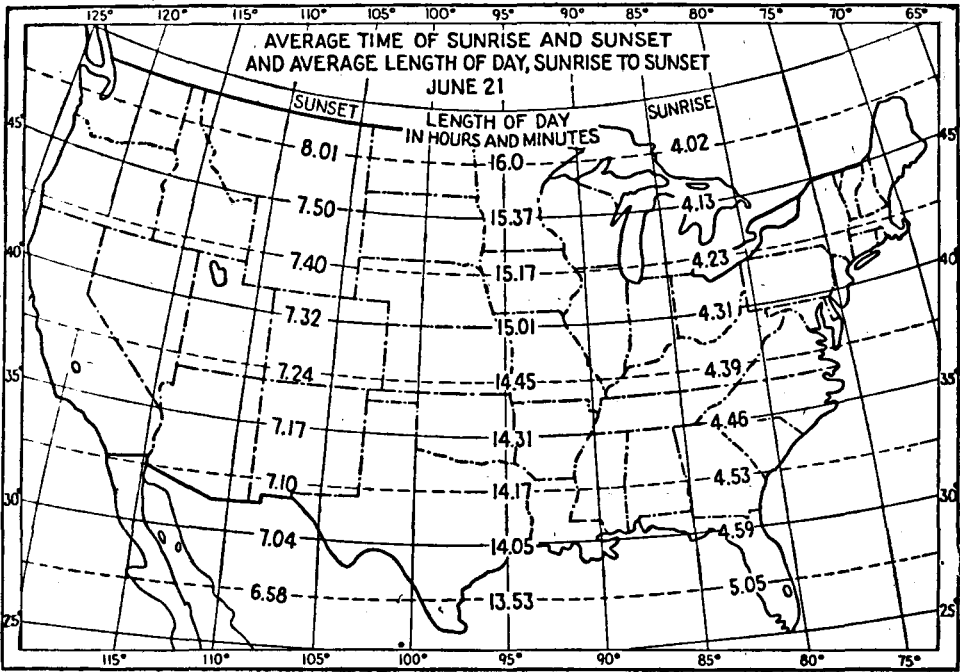 120° 115° 110° 105° 100° 95° 90° 85° 80° 75° 70° 65°
AVERAGE TIME OF SUNRISE AND SUNSET
AND AVERAGE LENGTH OF DAY, SUNRISE TO SUNSET
JUNE 21
SUNSET SUNRISE
LENGTH OF DAY
IN HOURS AND MINUTES
45° 45°
8.01 16.0 4.02
7.50 15.37 4.13
40° 40°
7.40 15.17 4.23
7.32 15.01 4.31
35° 35°
7.24 14.45 4.39
7.17 14.31 4.46
30° 30°
7.10 14.17 4.53
7.04 14.05 4.59
25° 25°
6.58 13.53 5.05
115° 110° 105° 100° 95° 90° 85° 80° 75°